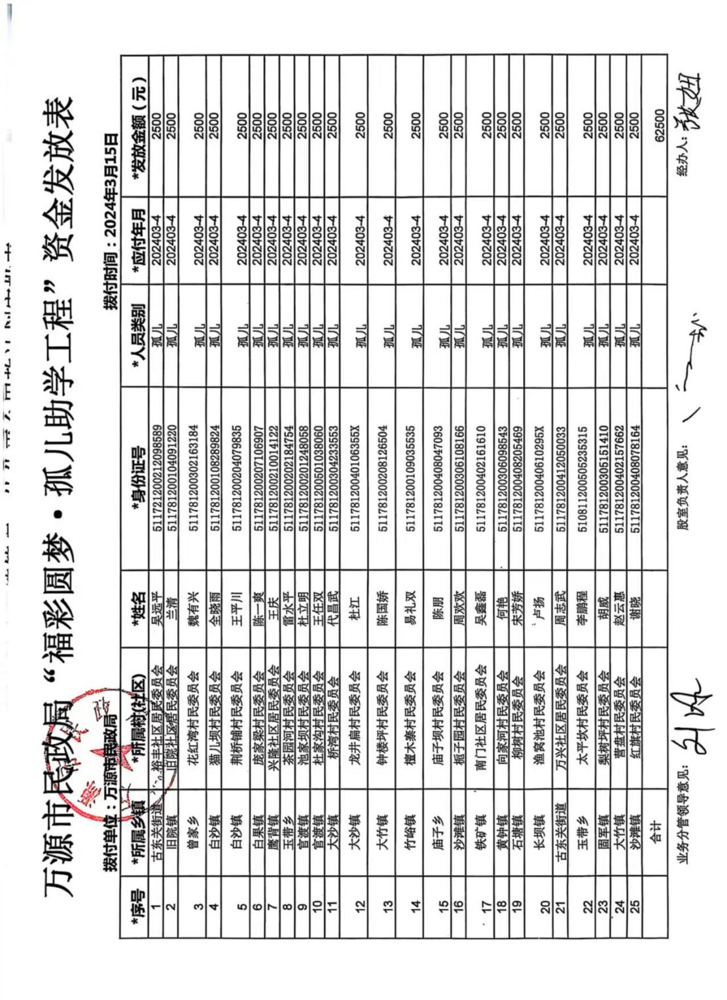 万源市民政局“福彩圆梦·孤儿助学工程”资金发放表
拨付单位：万源市民政局 拨付时间：2024年3月15日
*序号 *所属乡镇 *所属村(社区) *姓名 *身份证号 *人员类别 *应付年月 *发放金额（元）
1 古东关街道 裕丰社区居民委员会 吴远平 511721200212098589 孤儿 202403-4 2500
2 旧院镇 旧院社区居民委员会 兰清 511781200104091220 孤儿 202403-4 2500
3 曾家乡 花红湾村民委员会 魏有兴 511781200302163184 孤儿 202403-4 2500
4 白沙镇 猫儿坝村民委员会 全晓雨 511781200108289824 孤儿 202403-4 2500
5 白沙镇 荆桥铺村民委员会 王平川 511781200204079835 孤儿 202403-4 2500
6 白果镇 庞家梁村民委员会 陈一爽 511781200207106907 孤儿 202403-4 2500
7 鹰背镇 兴隆社区居民委员会 王庆 511781200210014122 孤儿 202403-4 2500
8 玉带乡 茶园河村民委员会 雷水平 511781200202184754 孤儿 202403-4 2500
9 官渡镇 池家坝村民委员会 杜立明 511781200201248058 孤儿 202403-4 2500
10 官渡镇 杜家沟村民委员会 王任双 511781200501038060 孤儿 202403-4 2500
11 大沙镇 桥湾村民委员会 代昌武 511781200304233553 孤儿 202403-4 2500
12 大沙镇 龙井扁村民委员会 杜江 51178120040106355X 孤儿 202403-4 2500
13 大竹镇 钟楼坪村民委员会 陈国娇 511781200208126504 孤儿 202403-4 2500
14 竹峪镇 檀木寨村民委员会 易礼双 511781200109035535 孤儿 202403-4 2500
15 庙子乡 庙子坝村民委员会 陈朋 511781200408047093 孤儿 202403-4 2500
16 沙滩镇 栀子园村民委员会 周欢欢 511781200306108166 孤儿 202403-4 2500
17 铁矿镇 南门社区居民委员会 吴鑫磊 511781200402161610 孤儿 202403-4 2500
18 黄钟镇 向家河村民委员会 何艳 511781200306098543 孤儿 202403-4 2500
19 石塘镇 柳树村民委员会 宋芳娇 511781200408205469 孤儿 202403-4 2500
20 长坝镇 渔窝池村民委员会 卢扬 51178120040610295X 孤儿 202403-4 2500
21 古东关街道 万兴社区居民委员会 周志武 511781200412050033 孤儿 202403-4 2500
22 玉带乡 太平坎村民委员会 李鹏程 510811200505235315 孤儿 202403-4 2500
23 固军镇 梨树坪村民委员会 胡威 511781200305151410 孤儿 202403-4 2500
24 大竹镇 营盘村民委员会 赵云惠 511781200402157662 孤儿 202403-4 2500
25 沙滩镇 红旗村民委员会 谢晓 511781200408078164 孤儿 202403-4 2500
合计 62500
业务分管领导意见： 股室负责人意见： 经办人：